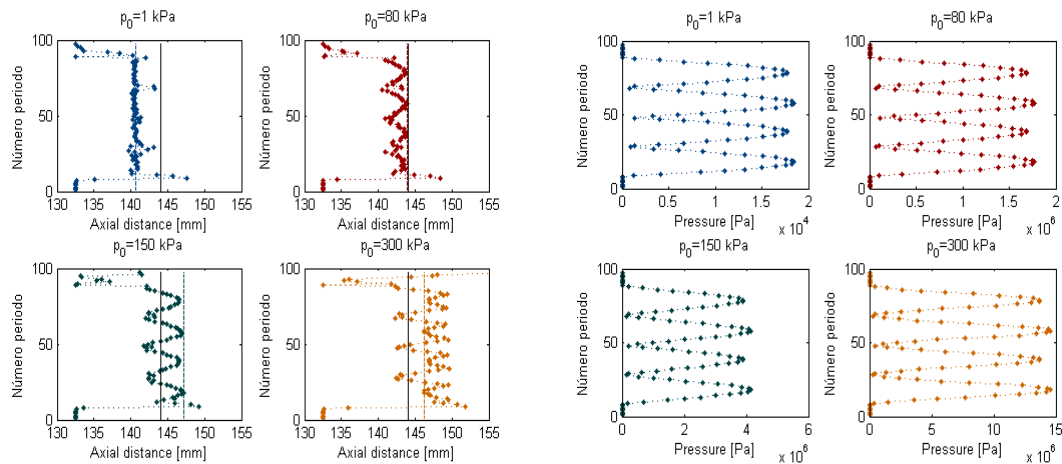 p0=1 kPa
p0=80 kPa
p0=1 kPa
p0=80 kPa
100
50
0
Número periodo
130 135 140 145 150 155
Axial distance [mm]
100
50
0
Número periodo
130 135 140 145 150 155
Axial distance [mm]
100
50
0
Número periodo
0 0.5 1 1.5 2
Pressure [Pa]
x 10^4
100
50
0
Número periodo
0 0.5 1 1.5 2
Pressure [Pa]
x 10^6
p0=150 kPa
p0=300 kPa
p0=150 kPa
p0=300 kPa
100
50
0
Número periodo
130 135 140 145 150 155
Axial distance [mm]
100
50
0
Número periodo
130 135 140 145 150 155
Axial distance [mm]
100
50
0
Número periodo
0 2 4 6
Pressure [Pa]
x 10^6
100
50
0
Número periodo
0 5 10 15
Pressure [Pa]
x 10^6